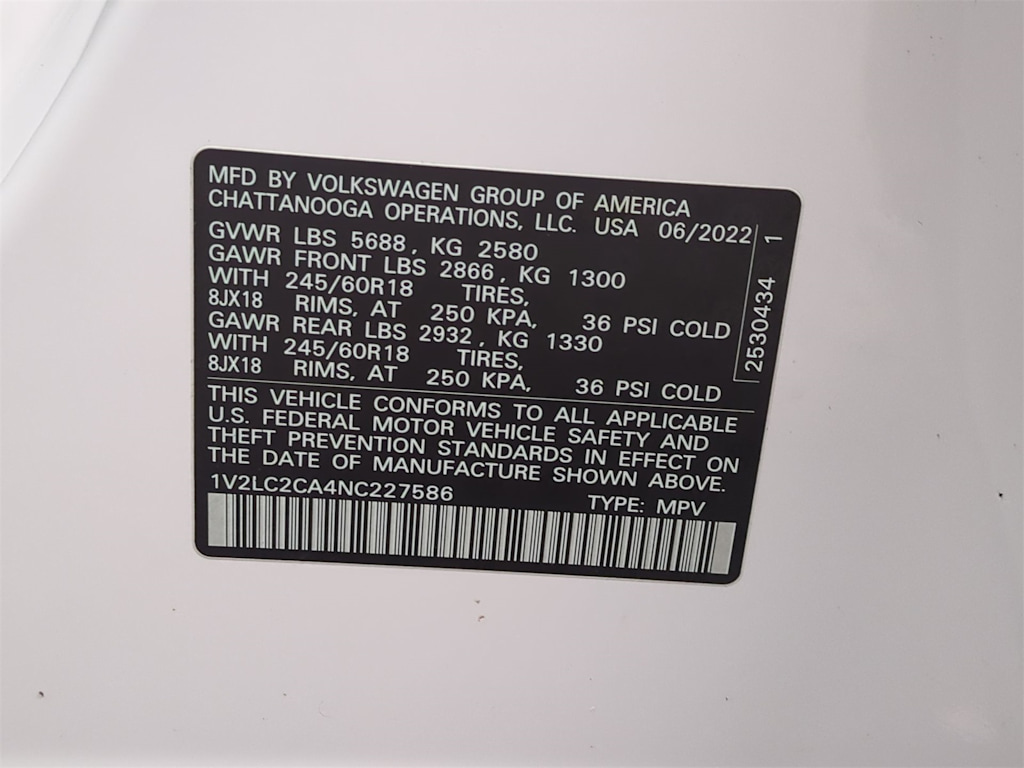 MFD BY VOLKSWAGEN GROUP OF AMERICA
CHATTANOOGA OPERATIONS, LLC. USA 06/2022
GVWR LBS 5688, KG 2580
GAWR FRONT LBS 2866, KG 1300
WITH 245/60R18 TIRES,
8JX18 RIMS, AT 250 KPA, 36 PSI COLD
GAWR REAR LBS 2932, KG 1330
WITH 245/60R18 TIRES,
8JX18 RIMS, AT 250 KPA, 36 PSI COLD
2530434 1
THIS VEHICLE CONFORMS TO ALL APPLICABLE
U.S. FEDERAL MOTOR VEHICLE SAFETY AND
THEFT PREVENTION STANDARDS IN EFFECT ON
THE DATE OF MANUFACTURE SHOWN ABOVE.
1V2LC2CA4NC227586 TYPE: MPV